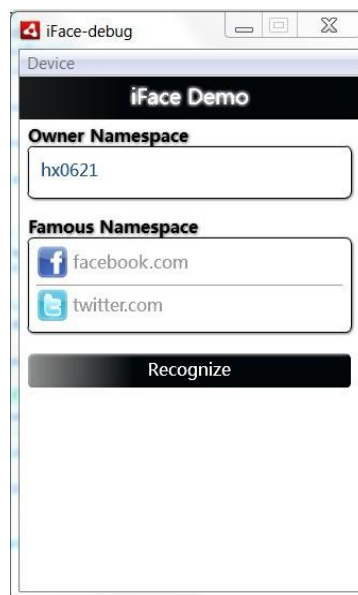 iFace-debug
Device
iFace Demo
Owner Namespace
hx0621
Famous Namespace
facebook.com
twitter.com
Recognize